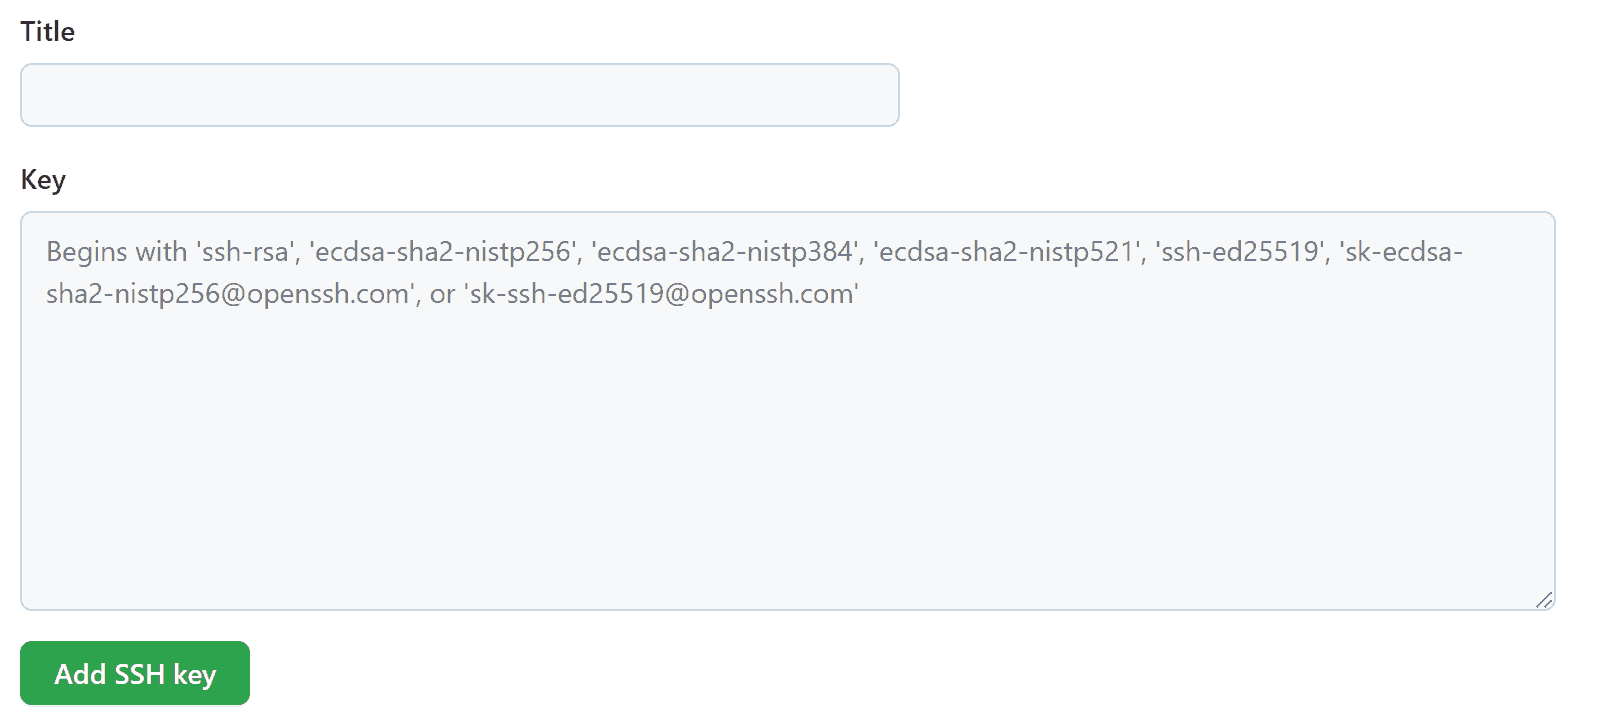 Title
Key
Begins with 'ssh-rsa', 'ecdsa-sha2-nistp256', 'ecdsa-sha2-nistp384', 'ecdsa-sha2-nistp521', 'ssh-ed25519', 'sk-ecdsa-
sha2-nistp256@openssh.com', or 'sk-ssh-ed25519@openssh.com'
Add SSH key